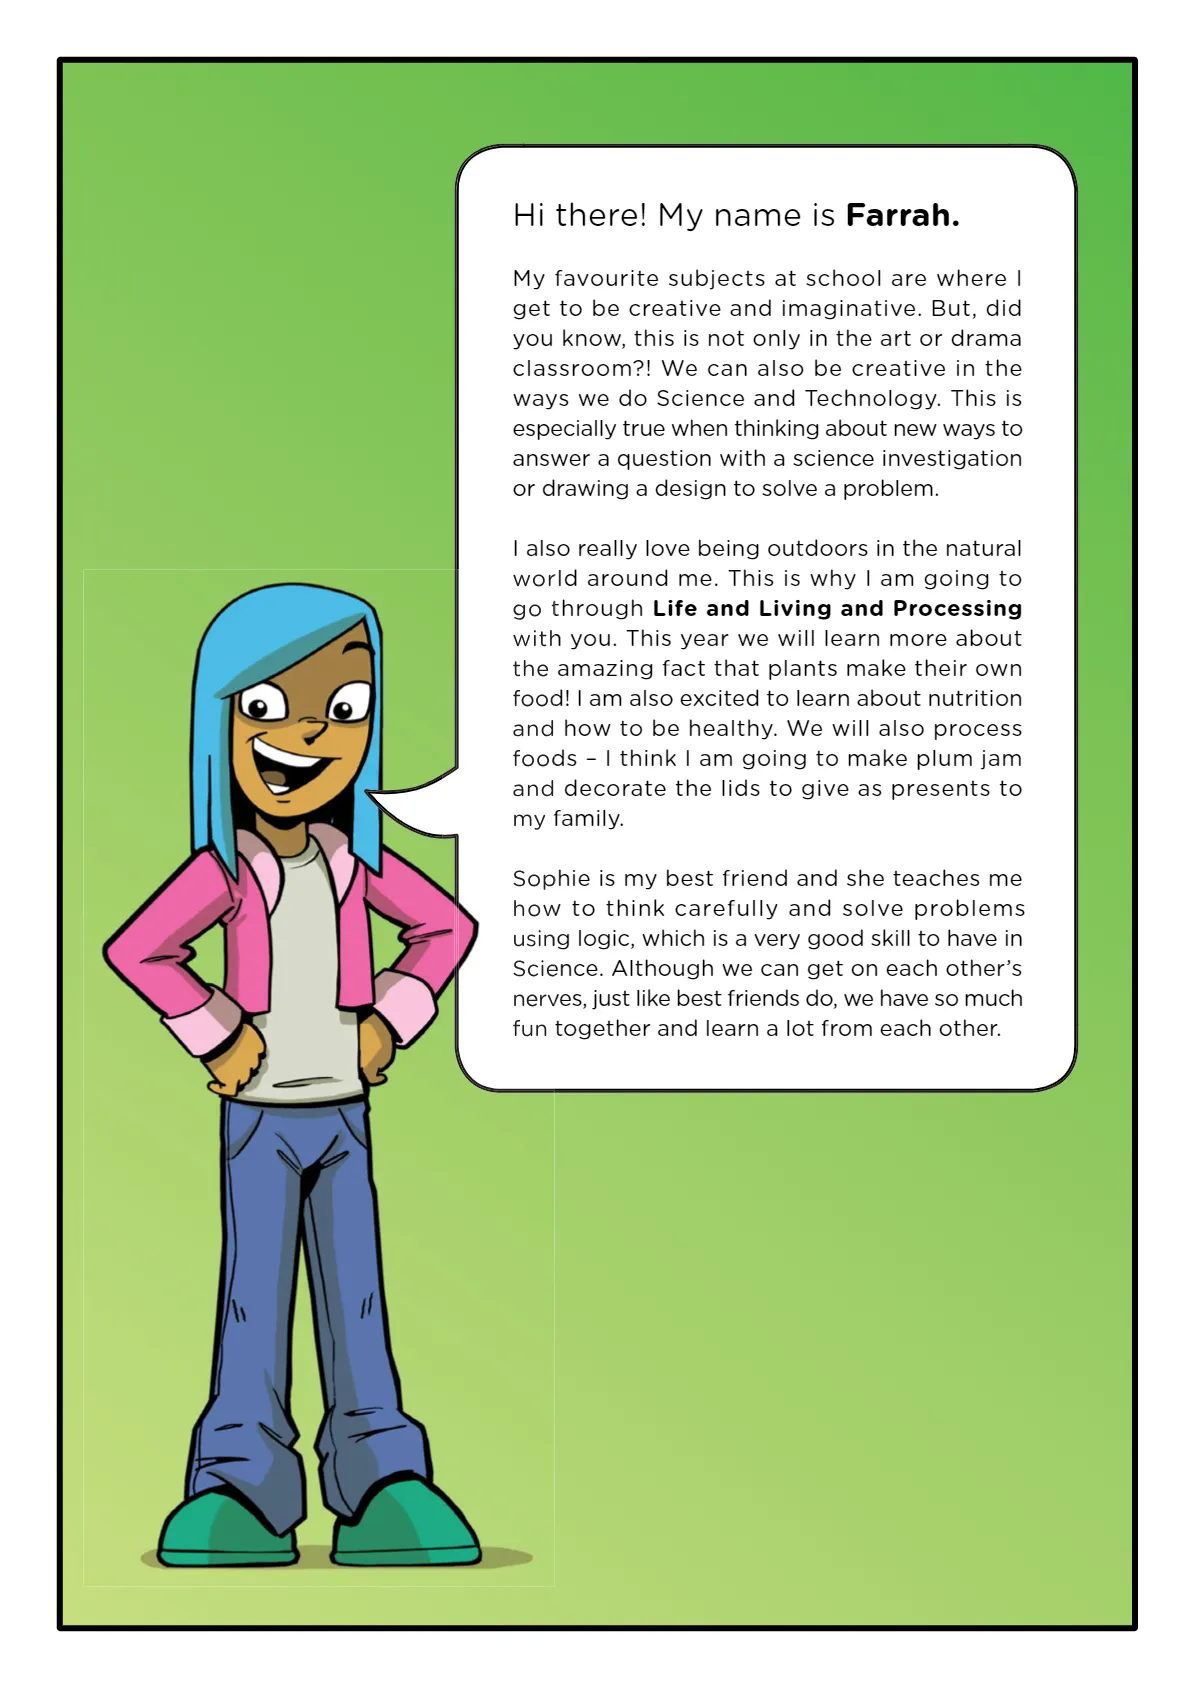 Hi there! My name is Farrah.
My favourite subjects at school are where I
get to be creative and imaginative. But, did
you know, this is not only in the art or drama
classroom?! We can also be creative in the
ways we do Science and Technology. This is
especially true when thinking about new ways to
answer a question with a science investigation
or drawing a design to solve a problem.
I also really love being outdoors in the natural
world around me. This is why I am going to
go through Life and Living and Processing
with you. This year we will learn more about
the amazing fact that plants make their own
food! I am also excited to learn about nutrition
and how to be healthy. We will also process
foods – I think I am going to make plum jam
and decorate the lids to give as presents to
my family.
Sophie is my best friend and she teaches me
how to think carefully and solve problems
using logic, which is a very good skill to have in
Science. Although we can get on each other’s
nerves, just like best friends do, we have so much
fun together and learn a lot from each other.